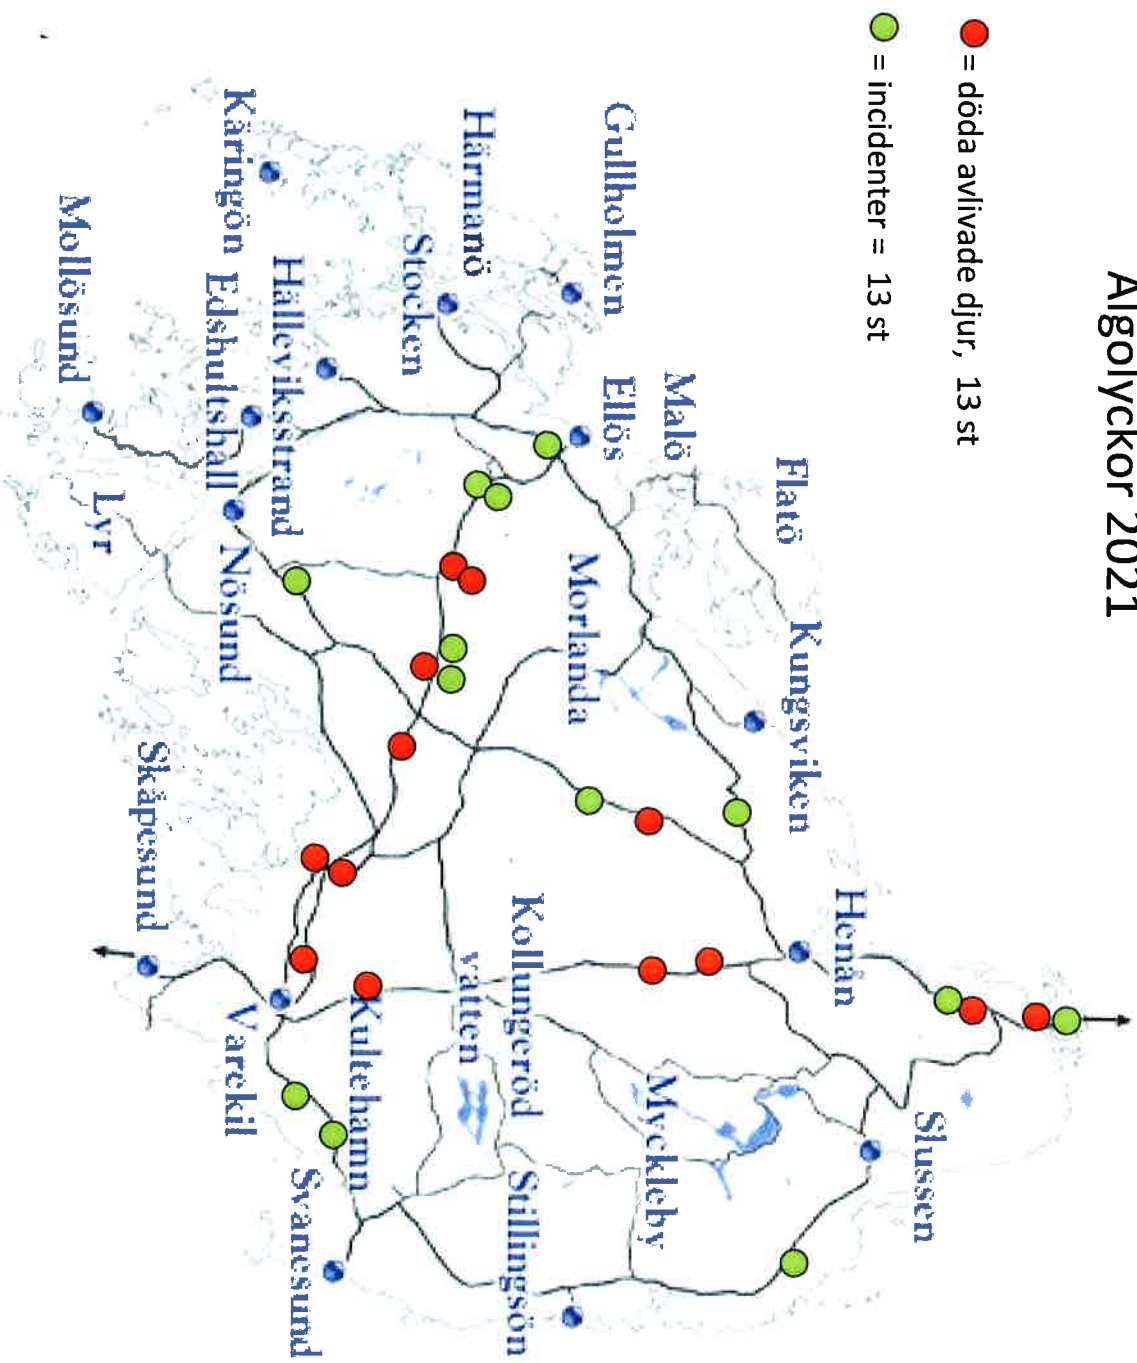 Algolyckor 2021
= döda avlivade djur, 13 st
= incidenter = 13 st
Slussen
Henån
Kungsviken
Flatö
Malö
Myckleby
Gullholmen
Ellös
Morlanda
Kollungeröd
vatten
Stillingsön
Härmanö
Stocken
Kultehamn
Hälleviksstrand
Svanesund
Käringön
Edshultshall
Nösund
Varekil
Skåpesund
Lyr
Mollösund